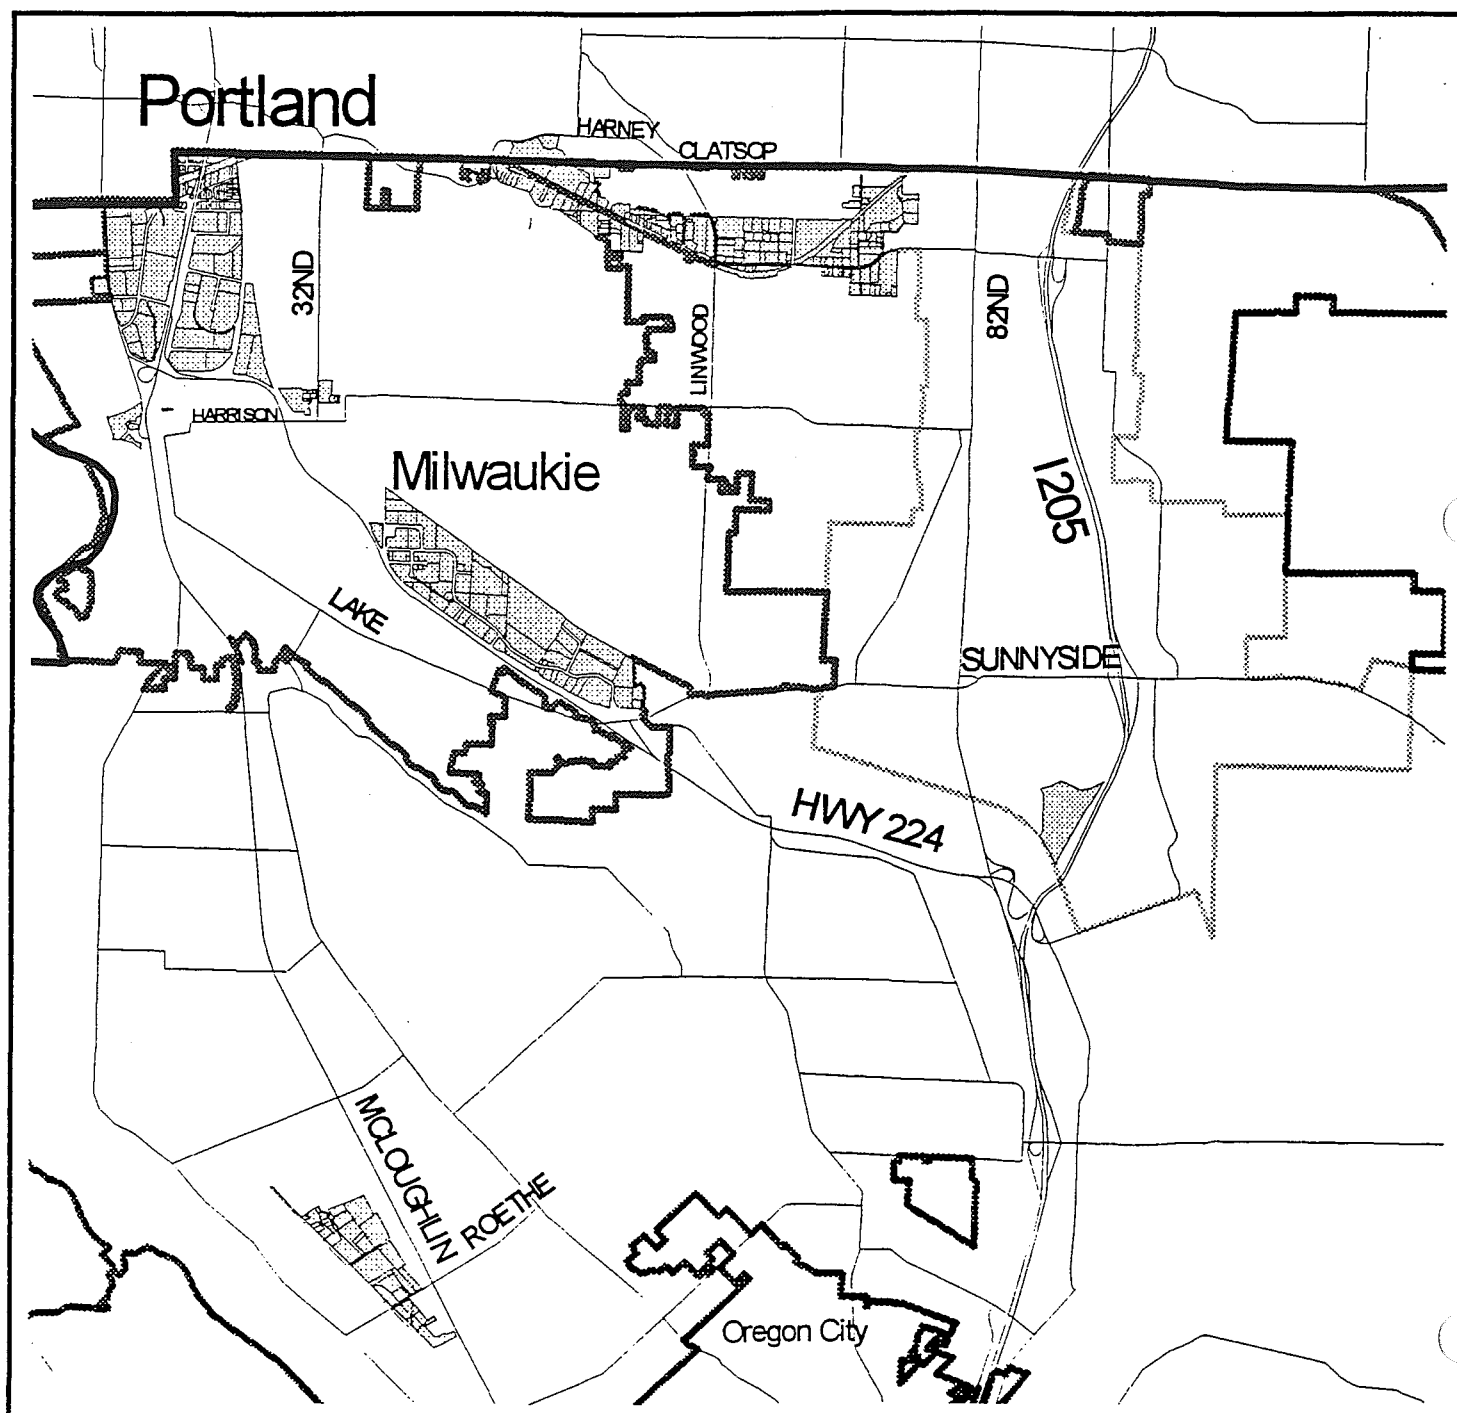 Portland
HARNEY
CLATSOP
32ND
82ND
LINWOOD
HARRISON
Milwaukie
I205
LAKE
SUNNYSIDE
HWY 224
MCLOUGHLIN
ROETHE
Oregon City